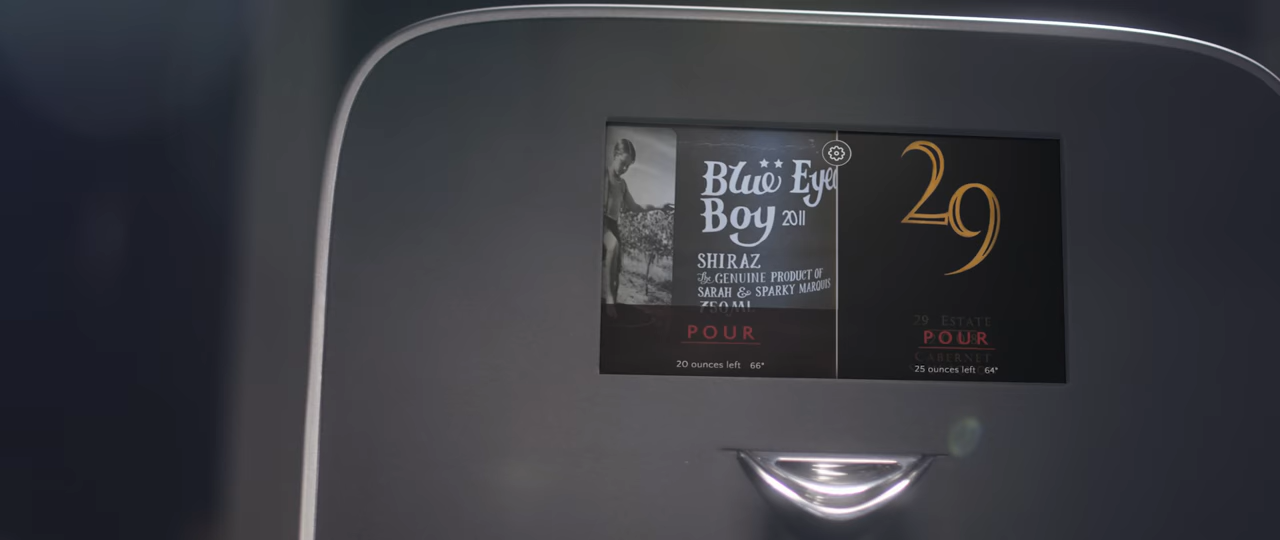 Blue Eyed
Boy 2011
SHIRAZ
The GENUINE PRODUCT OF
SARAH & SPARKY MARQUIS
750ML
POUR
20 ounces left 66°
29
29 ESTATE
POUR
CABERNET
25 ounces left 64°